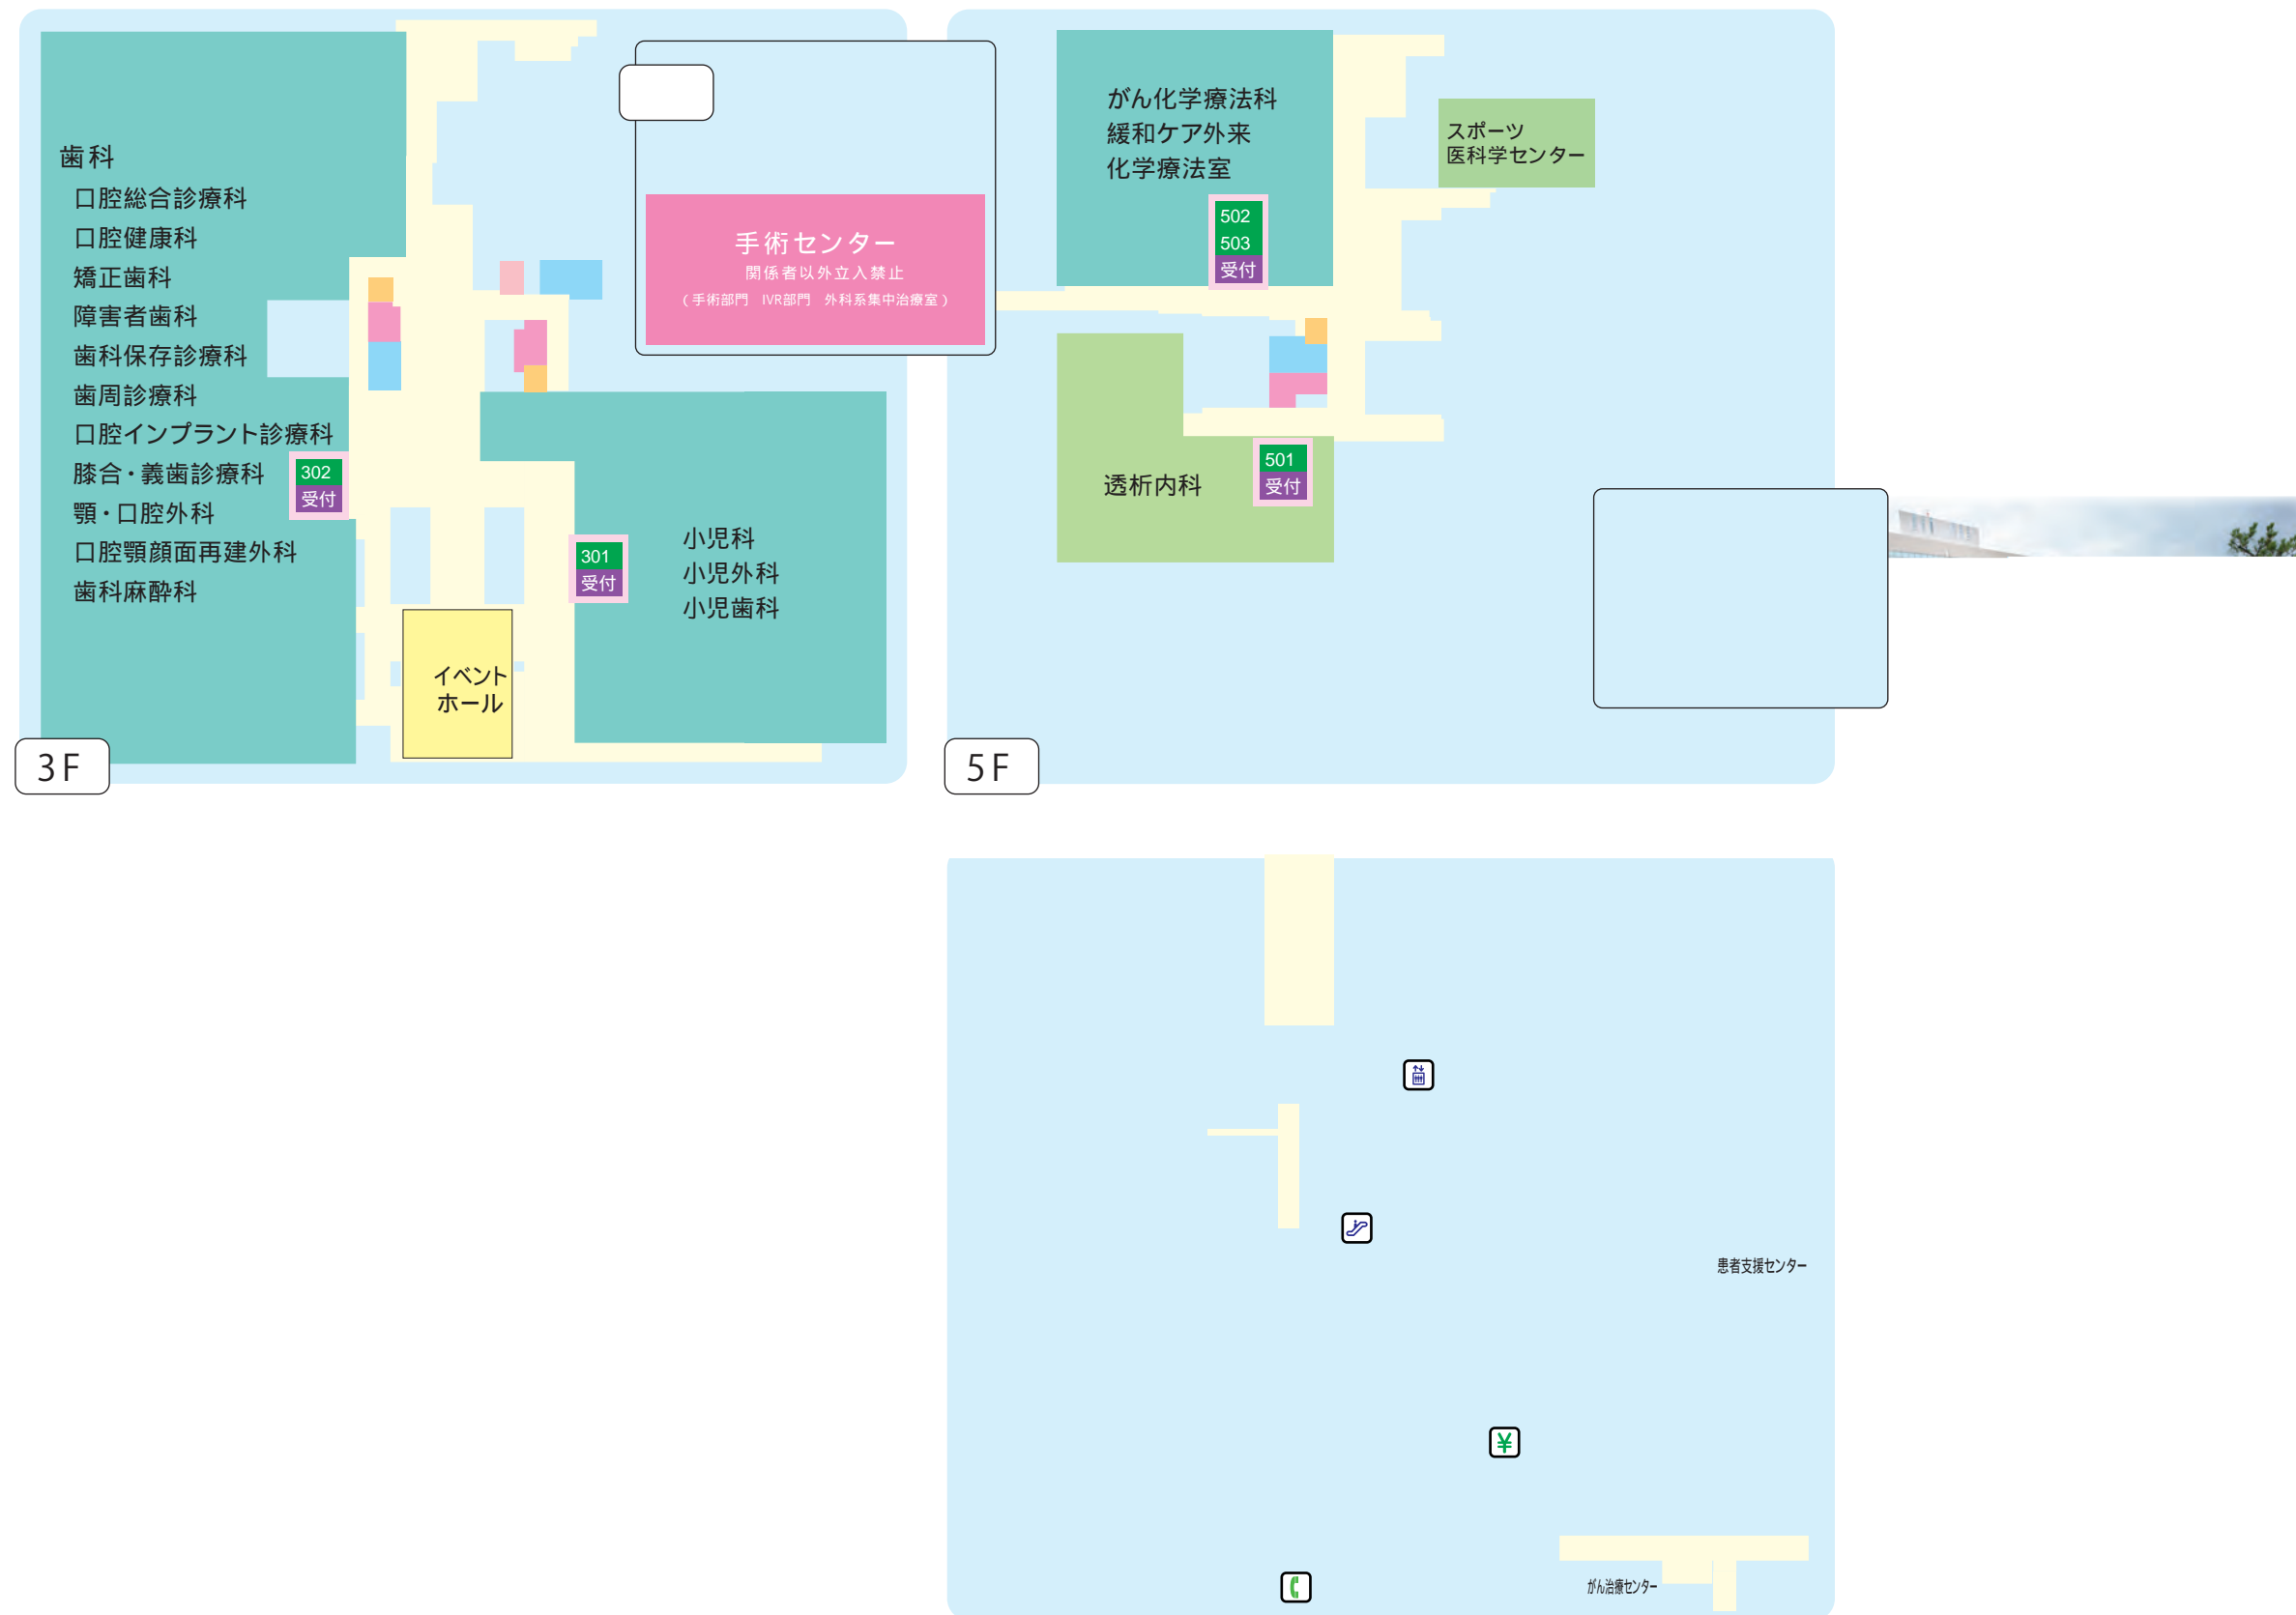 歯科
口腔総合診療科
口腔健康科
矯正歯科
障害者歯科
歯科保存診療科
歯周診療科
口腔インプラント診療科
膝合・義歯診療科
顎・口腔外科
口腔顎顔面再建外科
歯科麻酔科
302
受付
手術センター
関係者以外立入禁止
(手術部門 IVR部門 外科系集中治療室)
301
受付
小児科
小児外科
小児歯科
イベント
ホール
3F
がん化学療法科
緩和ケア外来
化学療法室
502
503
受付
スポーツ
医科学センター
透析内科
501
受付
5F
患者支援センター
¥
がん治療センター